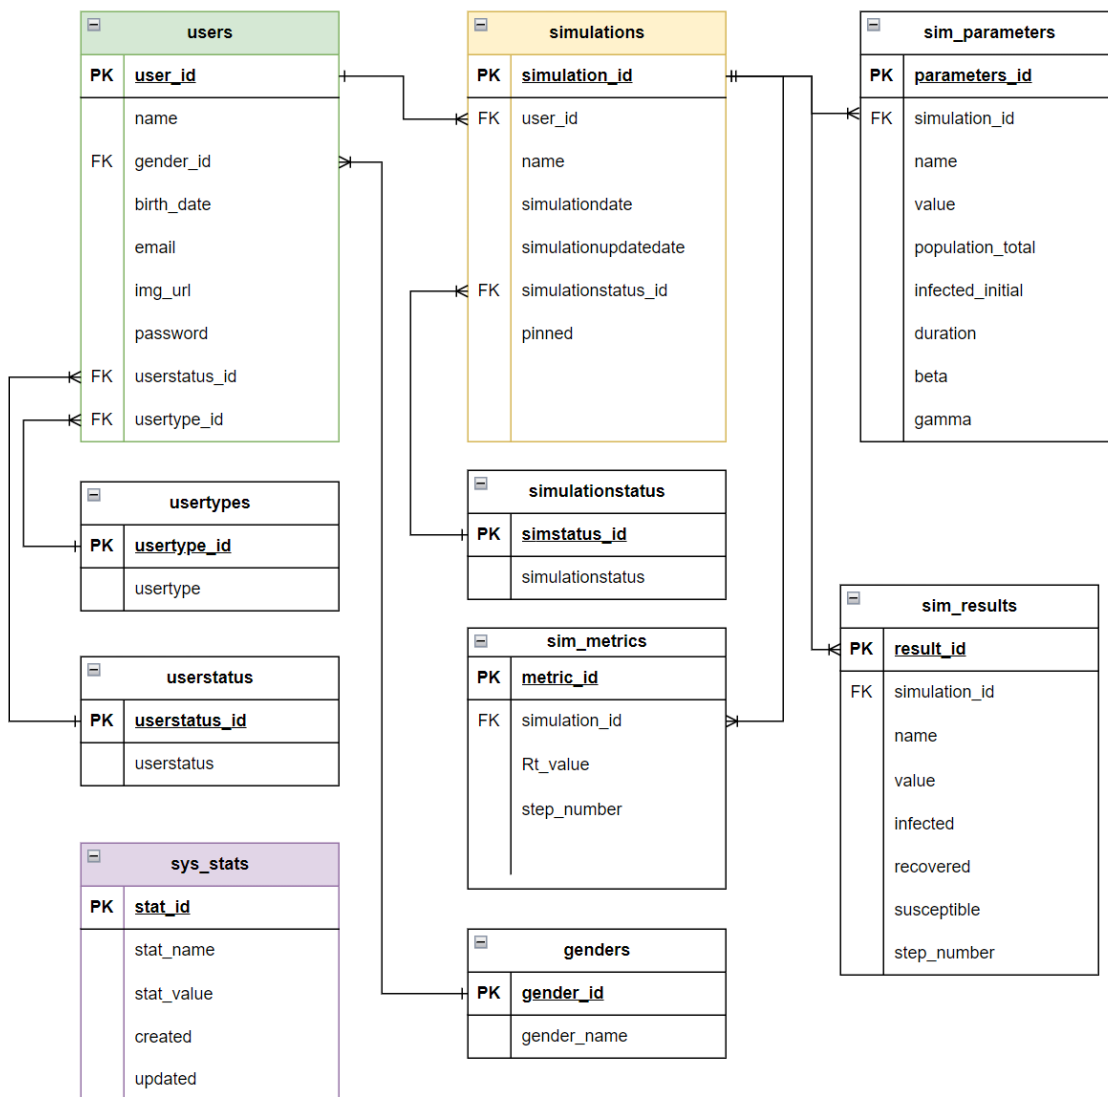 users
PK user_id
name
FK gender_id
birth_date
email
img_url
password
FK userstatus_id
FK usertype_id
simulations
PK simulation_id
FK user_id
name
simulationdate
simulationupdatedate
FK simulationstatus_id
pinned
sim_parameters
PK parameters_id
FK simulation_id
name
value
population_total
infected_initial
duration
beta
gamma
usertypes
PK usertype_id
usertype
simulationstatus
PK simstatus_id
simulationstatus
userstatus
PK userstatus_id
userstatus
sim_metrics
PK metric_id
FK simulation_id
Rt_value
step_number
sim_results
PK result_id
FK simulation_id
name
value
infected
recovered
susceptible
step_number
sys_stats
PK stat_id
stat_name
stat_value
created
updated
genders
PK gender_id
gender_name